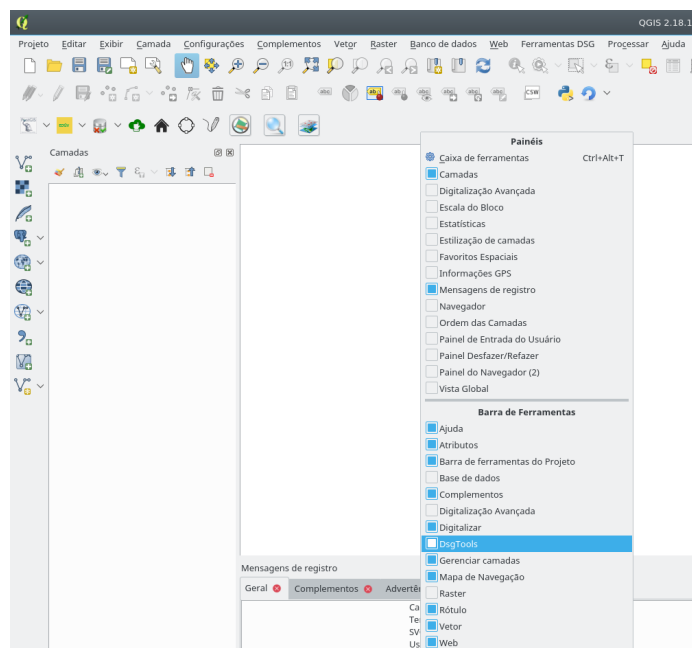 QGIS 2.18.1
Projeto Editar Exibir Camada Configurações Complementos Vetor Raster Banco de dados Web Ferramentas DSG Processar Ajuda
CSW
Camadas
Painéis
Caixa de ferramentas Ctrl+Alt+T
Camadas
Digitalização Avançada
Escala do Bloco
Estatísticas
Estilização de camadas
Favoritos Espaciais
Informações GPS
Mensagens de registro
Navegador
Ordem das Camadas
Painel de Entrada do Usuário
Painel Desfazer/Refazer
Painel do Navegador (2)
Vista Global
Barra de Ferramentas
Ajuda
Atributos
Barra de ferramentas do Projeto
Base de dados
Complementos
Digitalização Avançada
Digitalizar
DsgTools
Gerenciar camadas
Mapa de Navegação
Raster
Rótulo
Vetor
Web
Mensagens de registro
Geral Complementos Advertê
Ca
Te
SV
Us